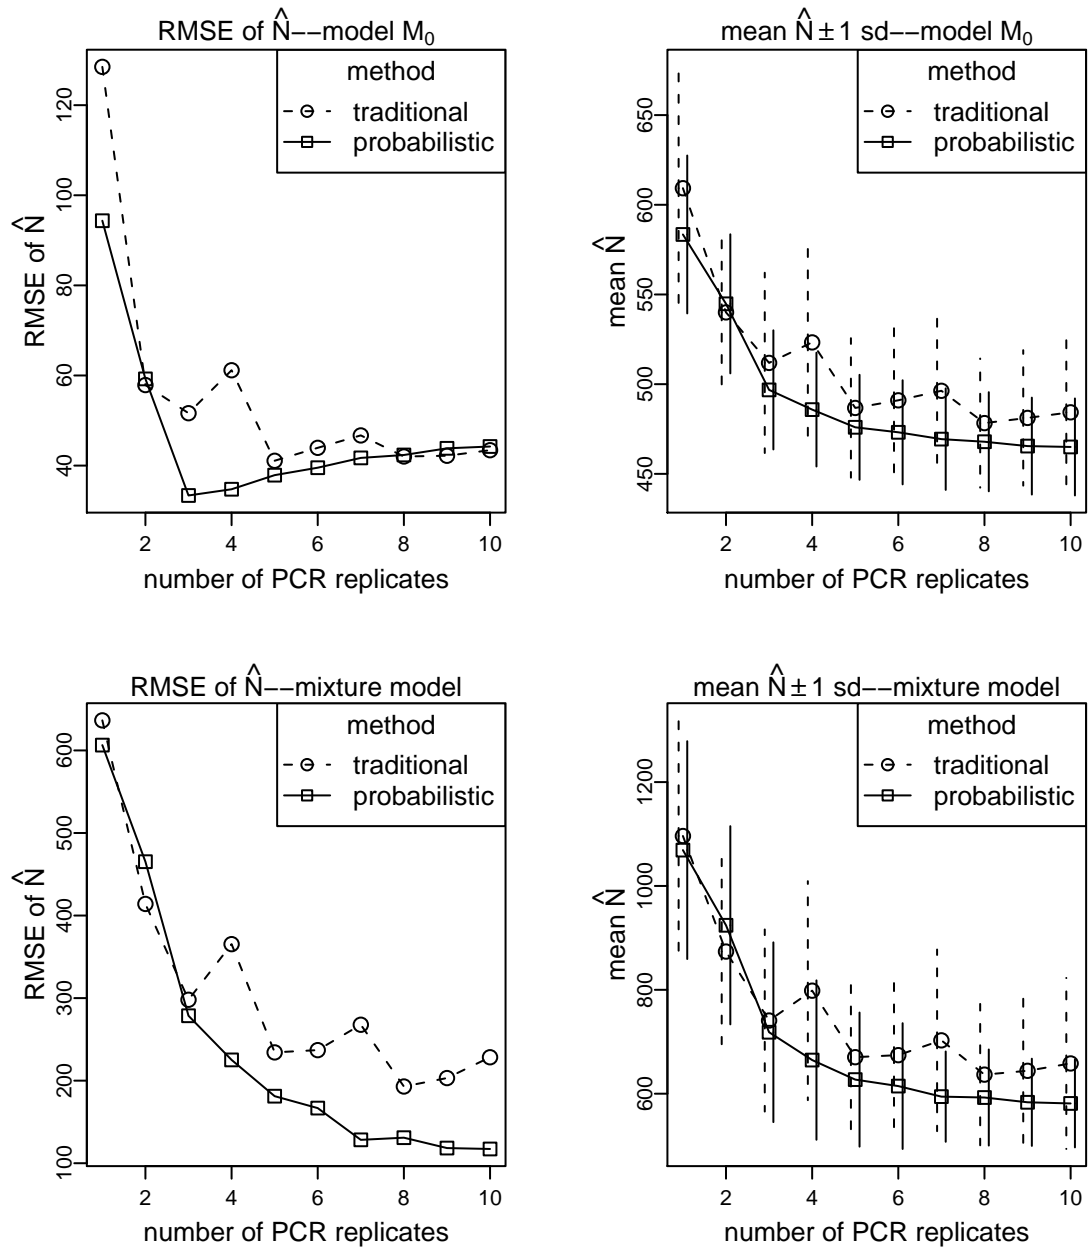 RMSE of N̂−−model M₀
method
traditional
probabilistic
RMSE of N̂
40
60
80
100
120
2
4
6
8
10
number of PCR replicates
mean N̂ ± 1 sd−−model M₀
method
traditional
probabilistic
mean N̂
450
500
550
600
650
2
4
6
8
10
number of PCR replicates
RMSE of N̂−−mixture model
method
traditional
probabilistic
RMSE of N̂
100
200
300
400
500
600
2
4
6
8
10
number of PCR replicates
mean N̂ ± 1 sd−−mixture model
method
traditional
probabilistic
mean N̂
600
800
1000
1200
2
4
6
8
10
number of PCR replicates